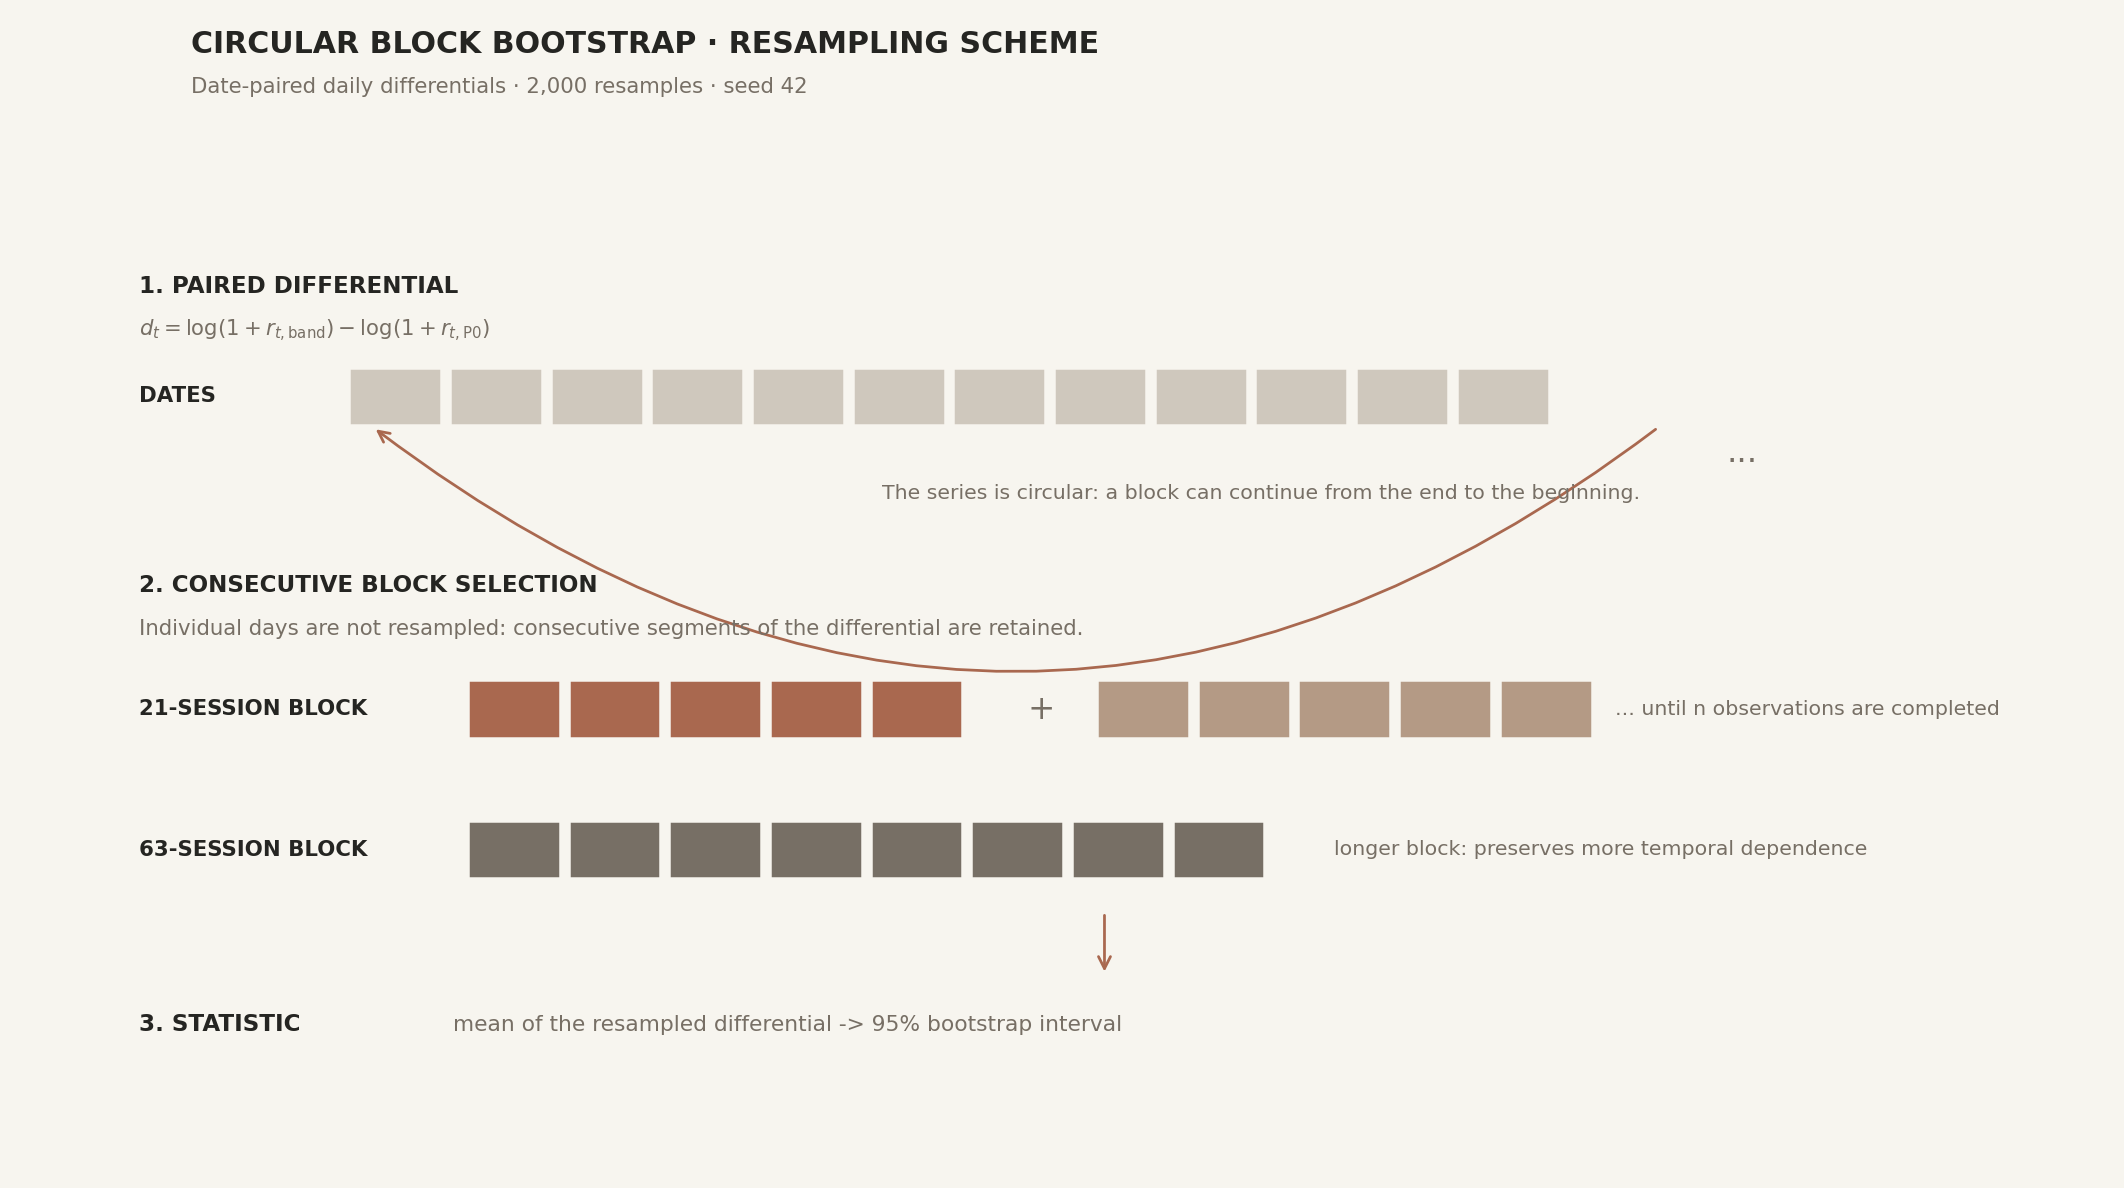 CIRCULAR BLOCK BOOTSTRAP · RESAMPLING SCHEME
Date-paired daily differentials · 2,000 resamples · seed 42
1. PAIRED DIFFERENTIAL
d_t = log(1 + r_{t,band}) − log(1 + r_{t,P0})
DATES
...
The series is circular: a block can continue from the end to the beginning.
2. CONSECUTIVE BLOCK SELECTION
Individual days are not resampled: consecutive segments of the differential are retained.
21-SESSION BLOCK + ... until n observations are completed
63-SESSION BLOCK longer block: preserves more temporal dependence
3. STATISTIC mean of the resampled differential -> 95% bootstrap interval